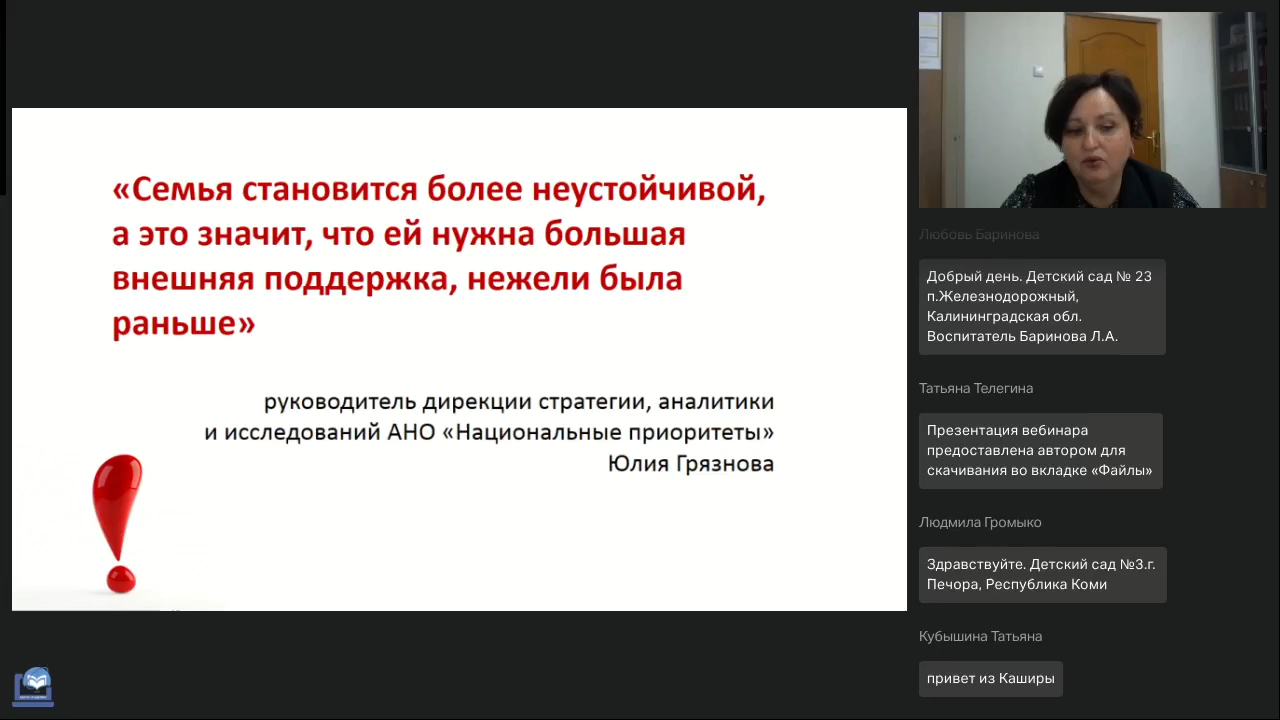 «Семья становится более неустойчивой,
а это значит, что ей нужна большая
внешняя поддержка, нежели была
раньше»
руководитель дирекции стратегии, аналитики
и исследований АНО «Национальные приоритеты»
Юлия Грязнова
Любовь Баринова
Добрый день. Детский сад № 23
п.Железнодорожный,
Калининградская обл.
Воспитатель Баринова Л.А.
Татьяна Телегина
Презентация вебинара
предоставлена автором для
скачивания во вкладке «Файлы»
Людмила Громыко
Здравствуйте. Детский сад №3.г.
Печора, Республика Коми
Кубышина Татьяна
привет из Каширы